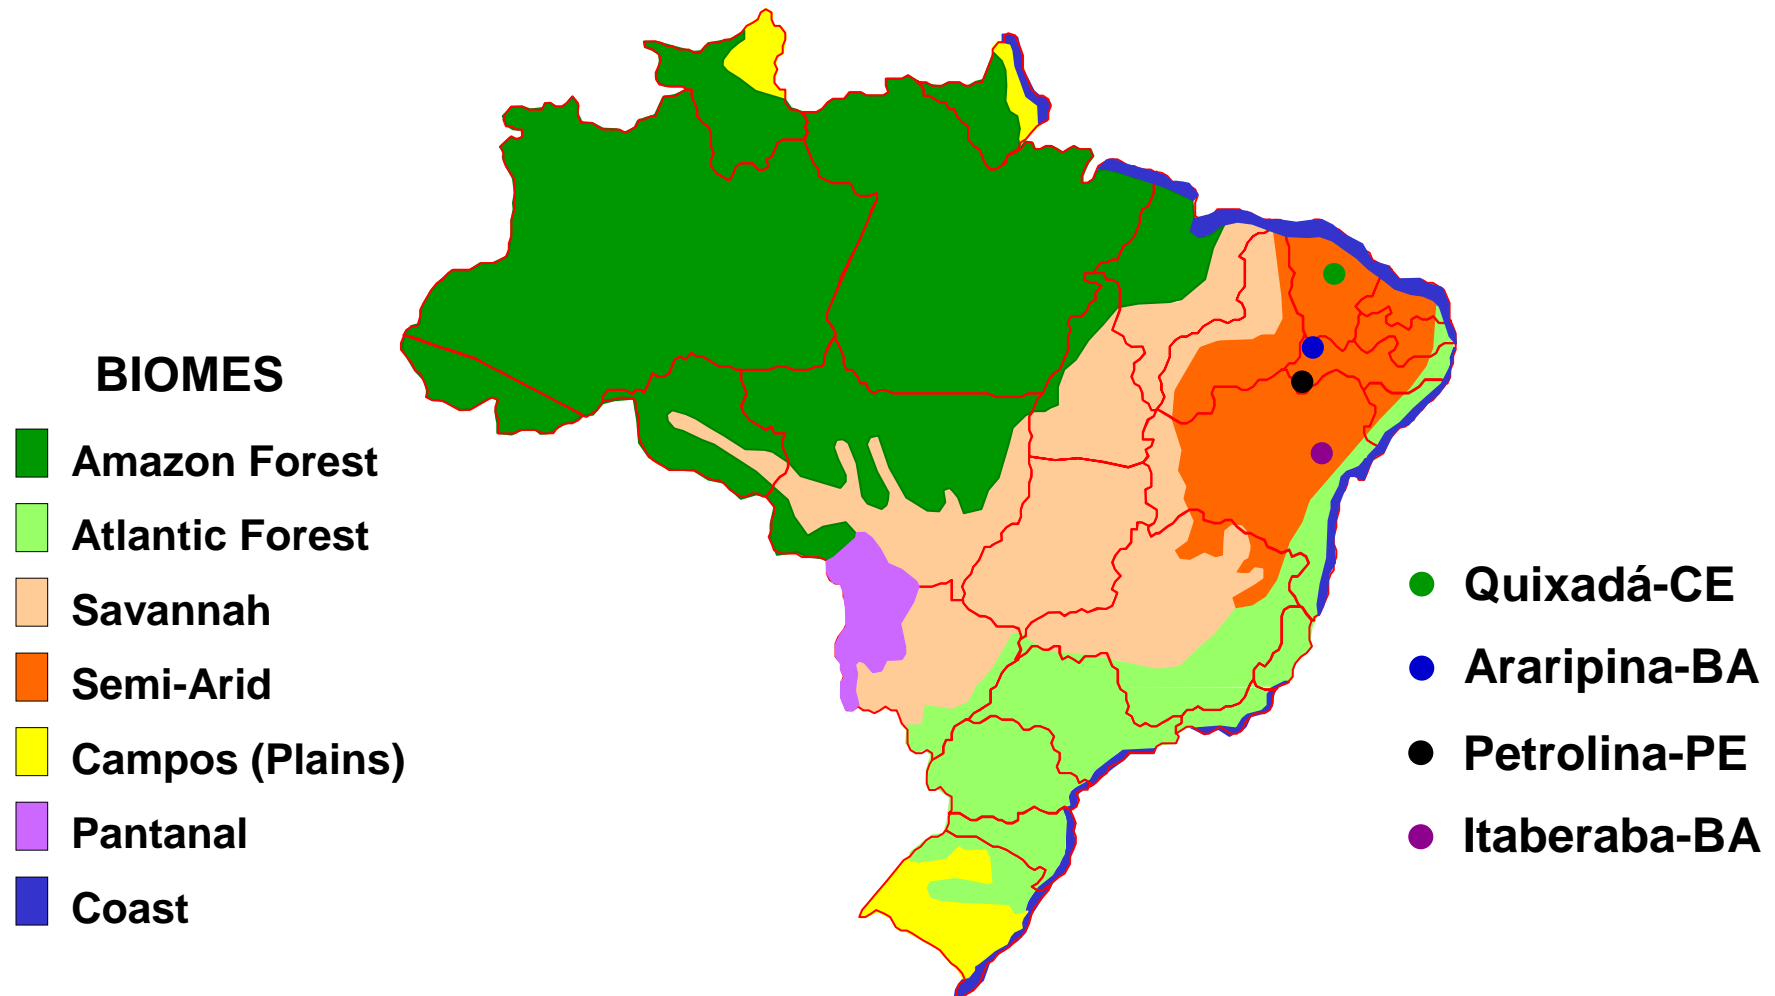 BIOMES
Amazon Forest
Atlantic Forest
Savannah
Semi-Arid
Campos (Plains)
Pantanal
Coast
Quixadá-CE
Araripina-BA
Petrolina-PE
Itaberaba-BA